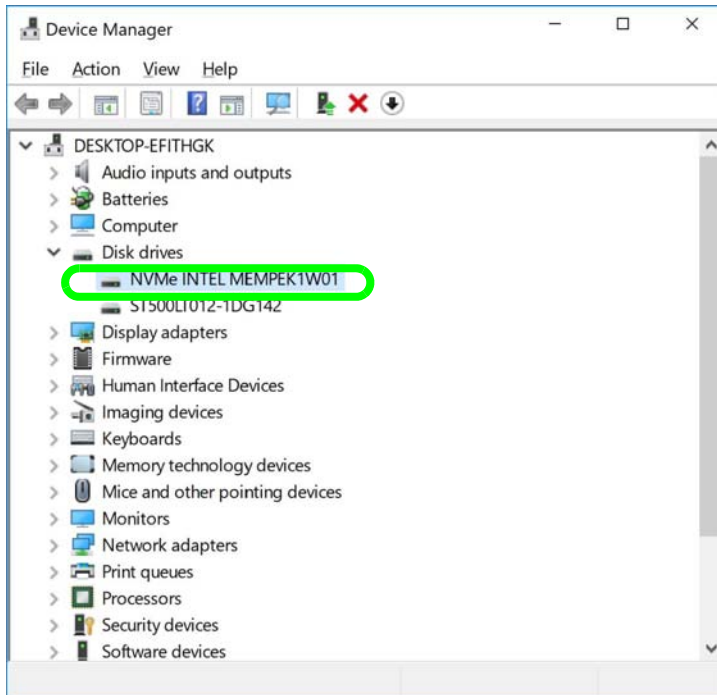 Device Manager
File Action View Help
DESKTOP-EFITHGK
Audio inputs and outputs
Batteries
Computer
Disk drives
NVMe INTEL MEMPEK1W01
ST500LT012-1DG142
Display adapters
Firmware
Human Interface Devices
Imaging devices
Keyboards
Memory technology devices
Mice and other pointing devices
Monitors
Network adapters
Print queues
Processors
Security devices
Software devices